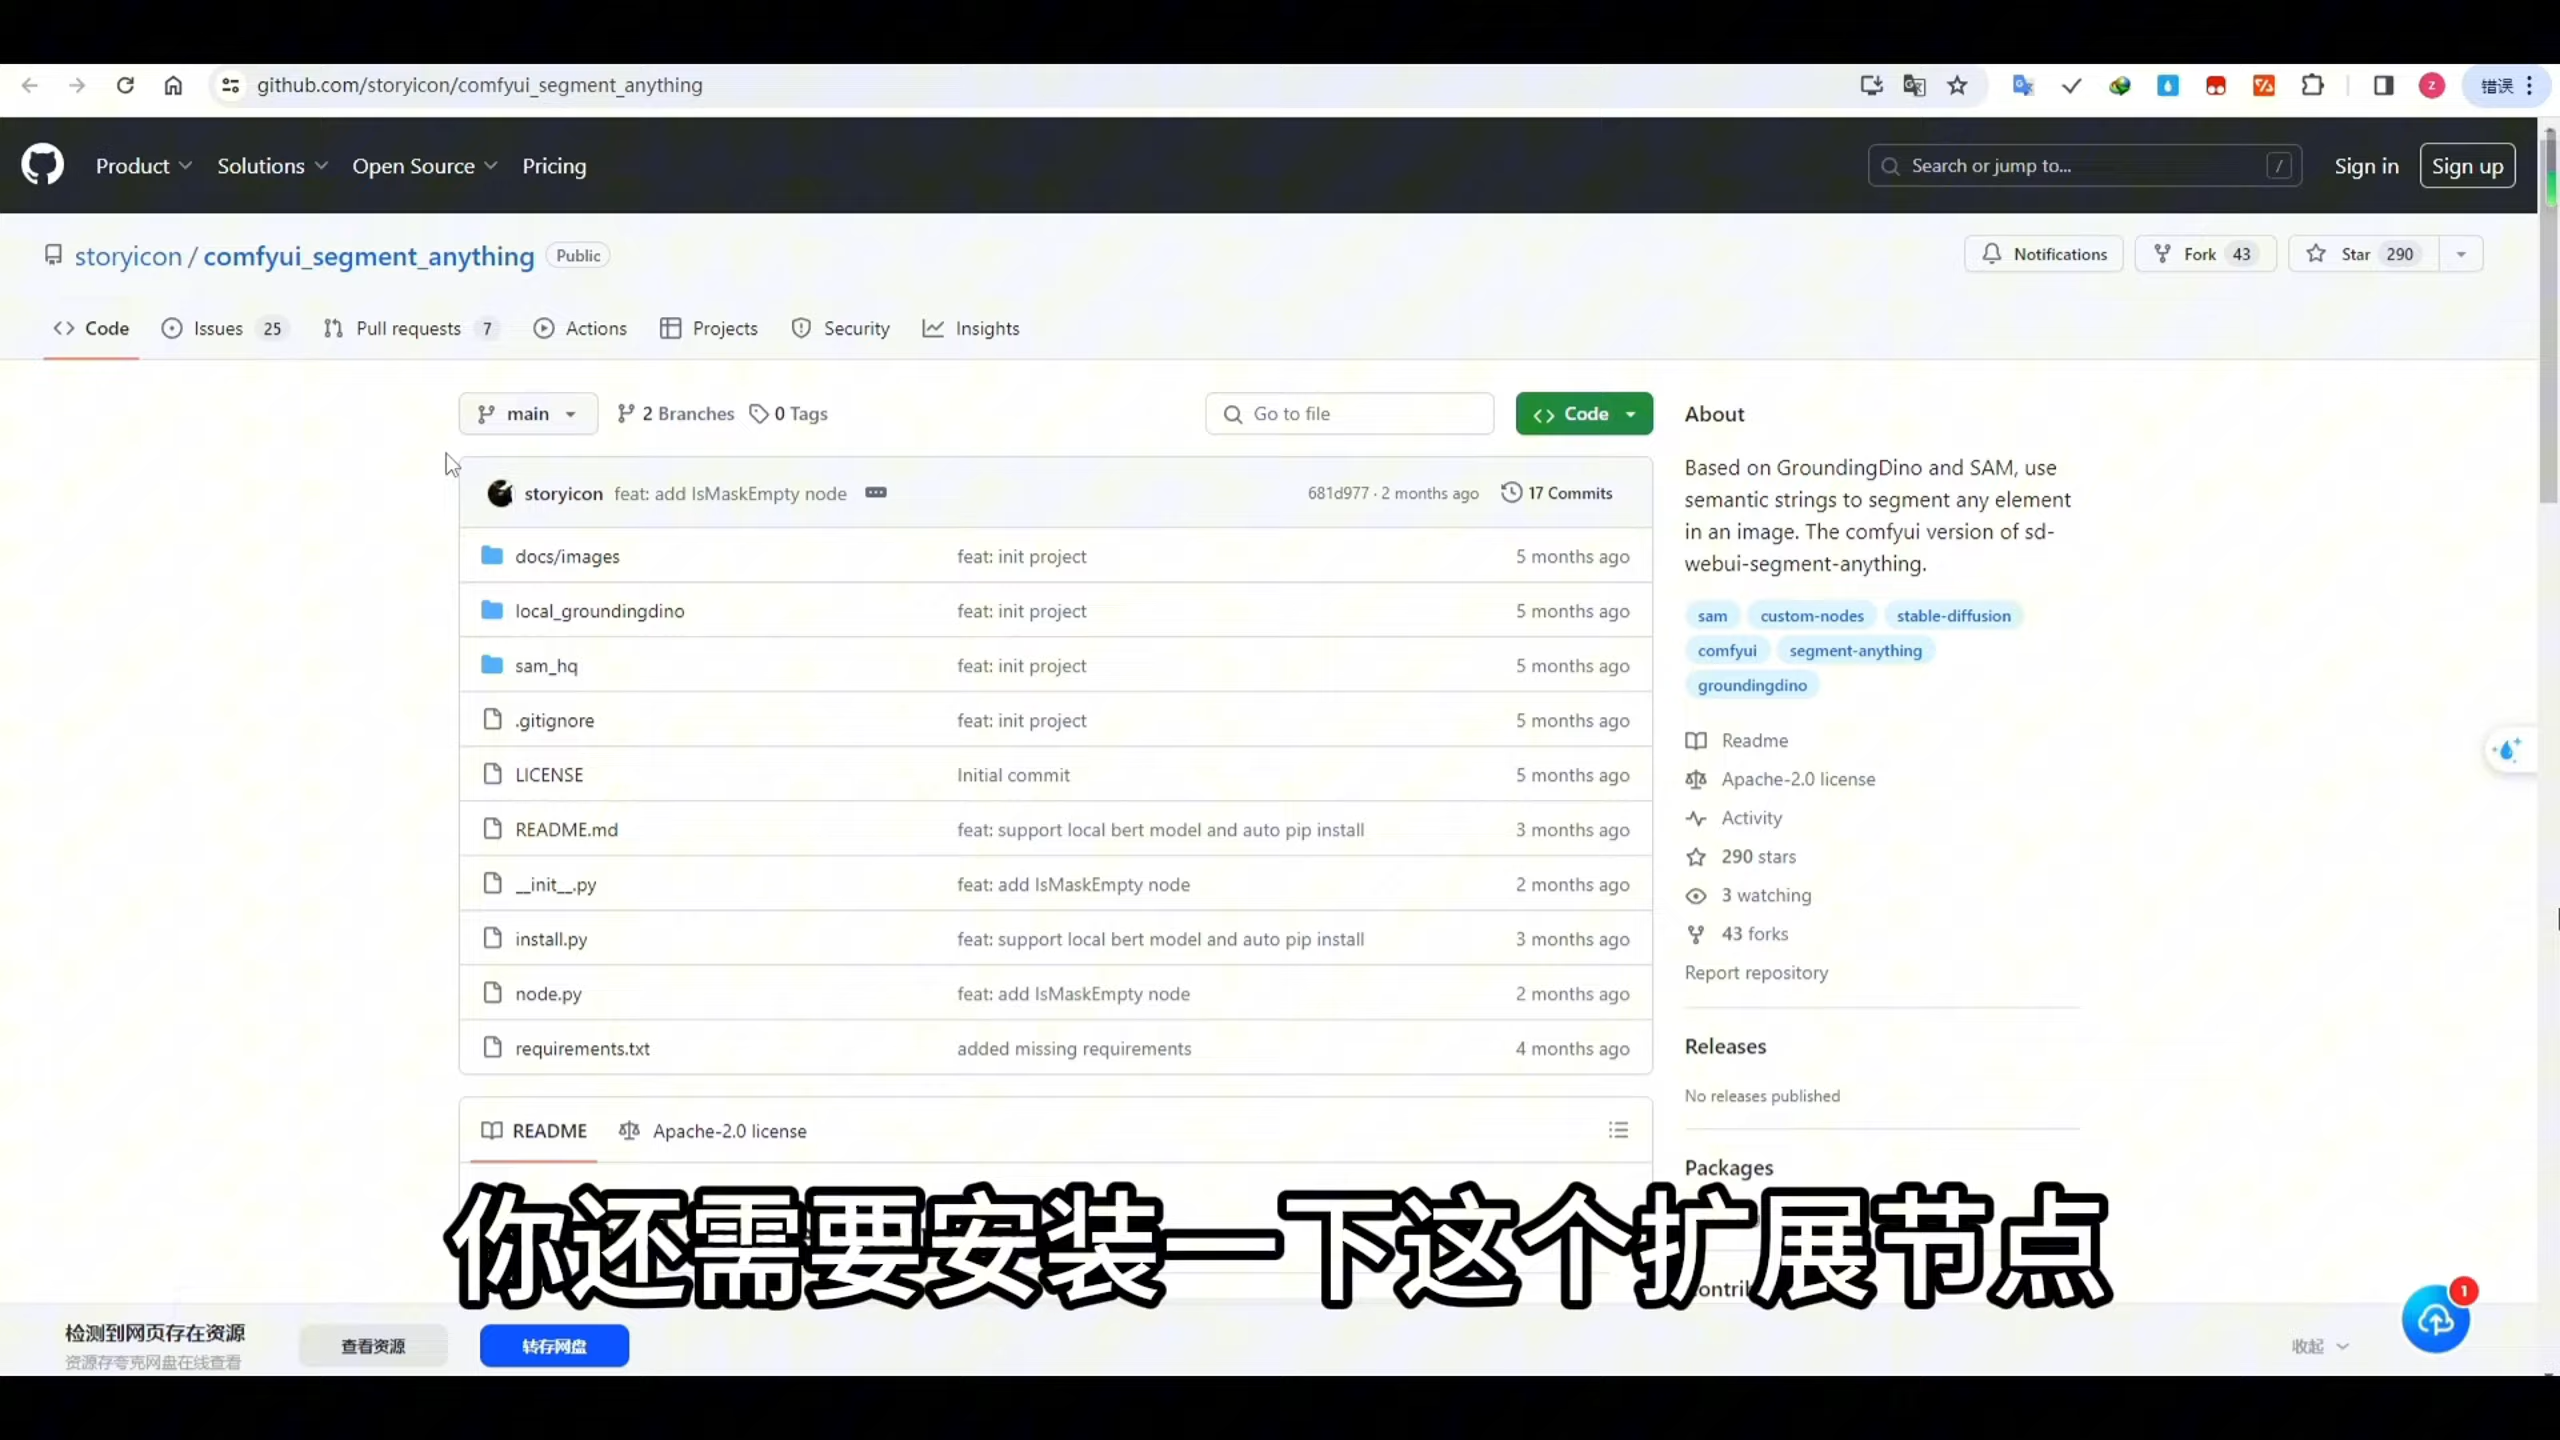 github.com/storyicon/comfyui_segment_anything
错误
Product Solutions Open Source Pricing
Search or jump to... /
Sign in Sign up
storyicon / comfyui_segment_anything Public
Notifications Fork 43 Star 290
Code Issues 25 Pull requests 7 Actions Projects Security Insights
main 2 Branches 0 Tags
Go to file Code
storyicon feat: add IsMaskEmpty node 681d977 · 2 months ago 17 Commits
docs/images feat: init project 5 months ago
local_groundingdino feat: init project 5 months ago
sam_hq feat: init project 5 months ago
.gitignore feat: init project 5 months ago
LICENSE Initial commit 5 months ago
README.md feat: support local bert model and auto pip install 3 months ago
__init__.py feat: add IsMaskEmpty node 2 months ago
install.py feat: support local bert model and auto pip install 3 months ago
node.py feat: add IsMaskEmpty node 2 months ago
requirements.txt added missing requirements 4 months ago
README Apache-2.0 license
About
Based on GroundingDino and SAM, use
semantic strings to segment any element
in an image. The comfyui version of sd-
webui-segment-anything.
sam custom-nodes stable-diffusion
comfyui segment-anything
groundingdino
Readme
Apache-2.0 license
Activity
290 stars
3 watching
43 forks
Report repository
Releases
No releases published
Packages
你还需要安装一下这个扩展节点
检测到网页存在资源
资源存夸克网盘在线查看
查看资源
转存网盘
收起
1